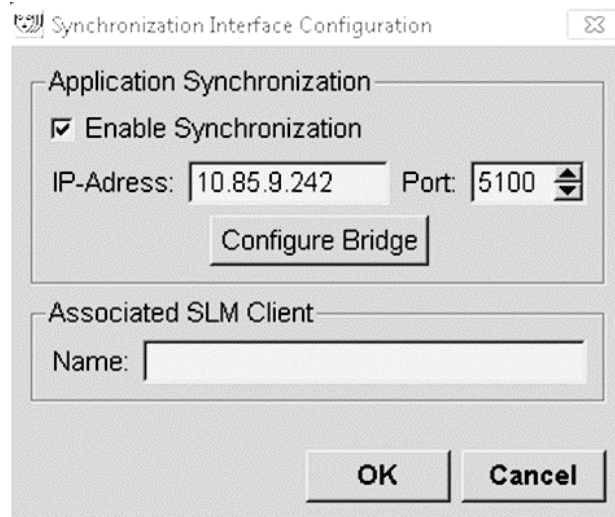 Synchronization Interface Configuration
Application Synchronization
Enable Synchronization
IP-Adress: 10.85.9.242 Port: 5100
Configure Bridge
Associated SLM Client
Name:
OK Cancel